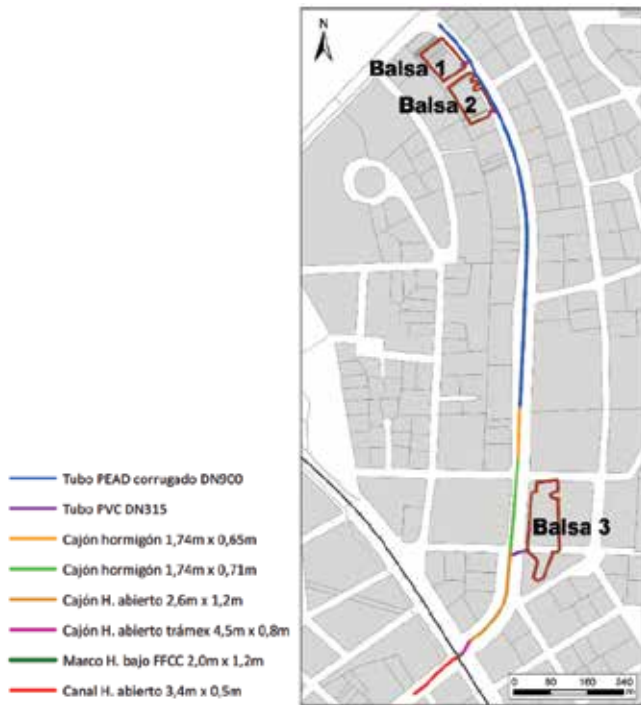 N
Balsa 1
Balsa 2
Balsa 3
Tubo PEAD corrugado DN900
Tubo PVC DN315
Cajón hormigón 1,74m x 0,65m
Cajón hormigón 1,74m x 0,71m
Cajón H. abierto 2,6m x 1,2m
Cajón H. abierto trámex 4,5m x 0,8m
Marco H. bajo FFCC 2,0m x 1,2m
Canal H. abierto 3,4m x 0,5m
0 80 160 240